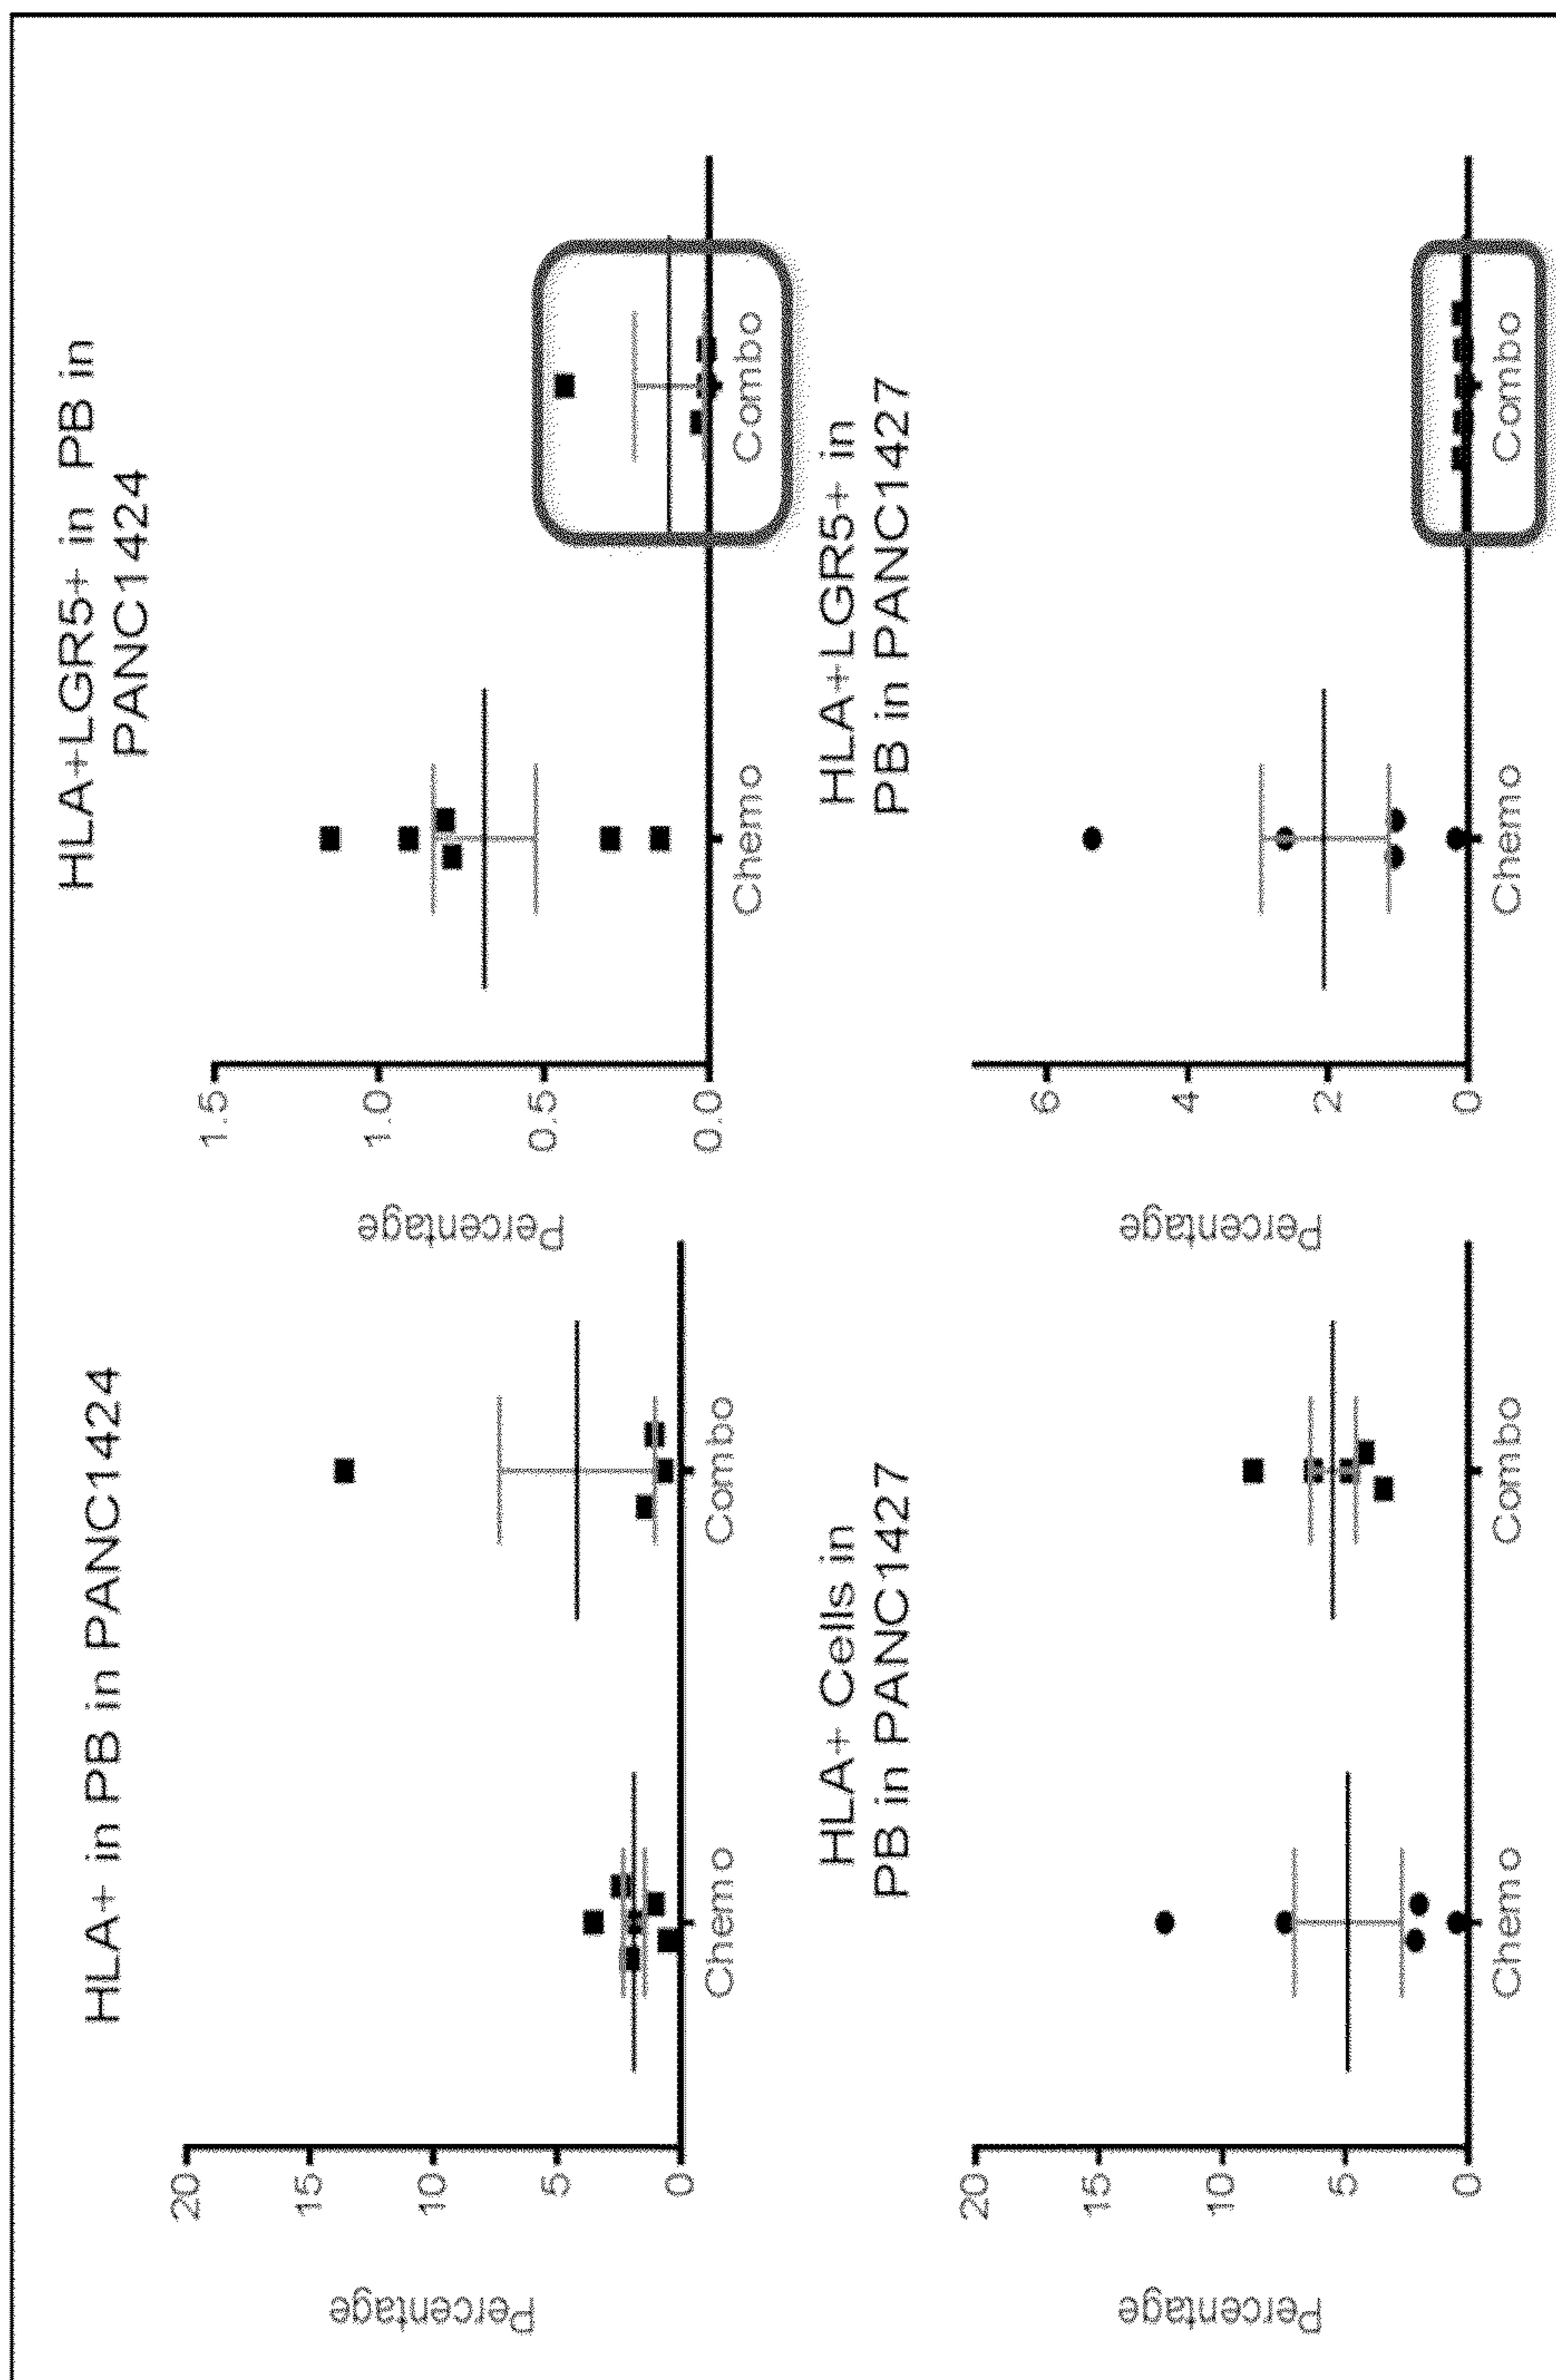 HLA+ in PB in PANC1424
Percentage
20
15
10
5
0
Chemo
Combo
HLA+LGR5+ in PB in
PANC1424
Percentage
1.5
1.0
0.5
0.0
Chemo
Combo
HLA+ Cells in
PB in PANC1427
Percentage
20
15
10
5
0
Chemo
Combo
HLA+LGR5+ in
PB in PANC1427
Percentage
6
4
2
0
Chemo
Combo